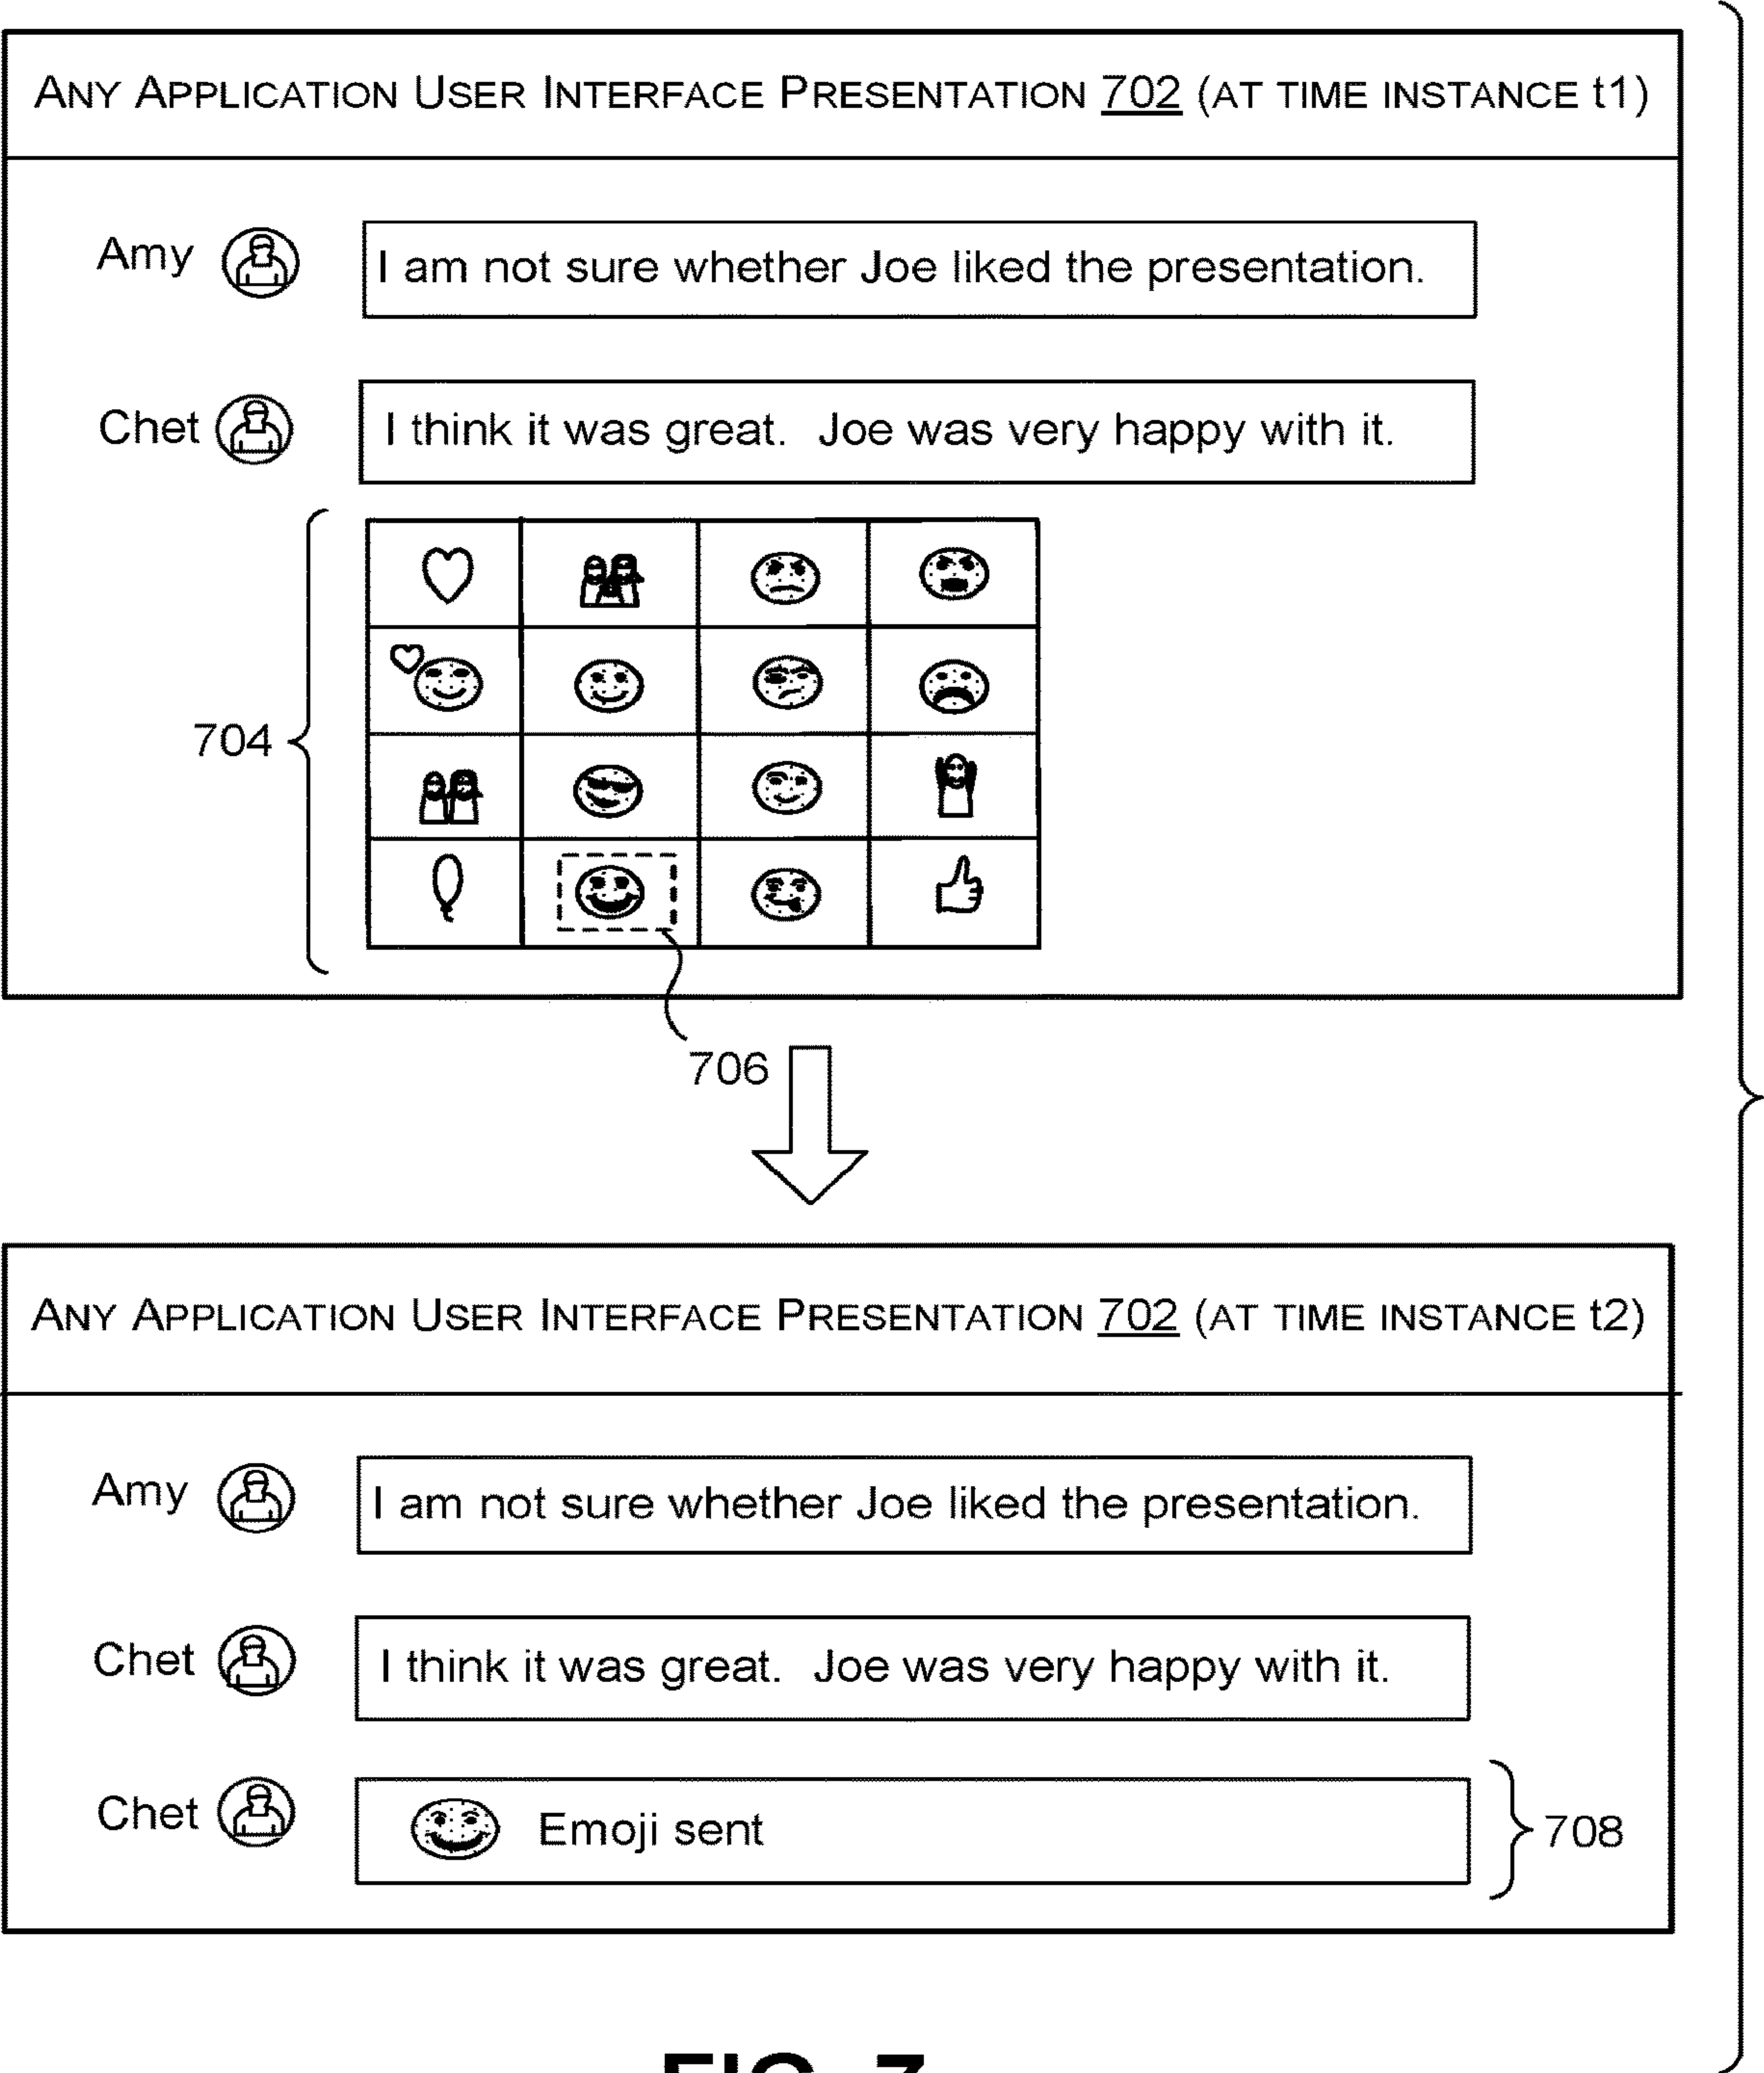 ANY APPLICATION USER INTERFACE PRESENTATION 702 (AT TIME INSTANCE t1)
Amy I am not sure whether Joe liked the presentation.
Chet I think it was great. Joe was very happy with it.
704
706
ANY APPLICATION USER INTERFACE PRESENTATION 702 (AT TIME INSTANCE t2)
Amy I am not sure whether Joe liked the presentation.
Chet I think it was great. Joe was very happy with it.
Chet Emoji sent
708
FIG. 7